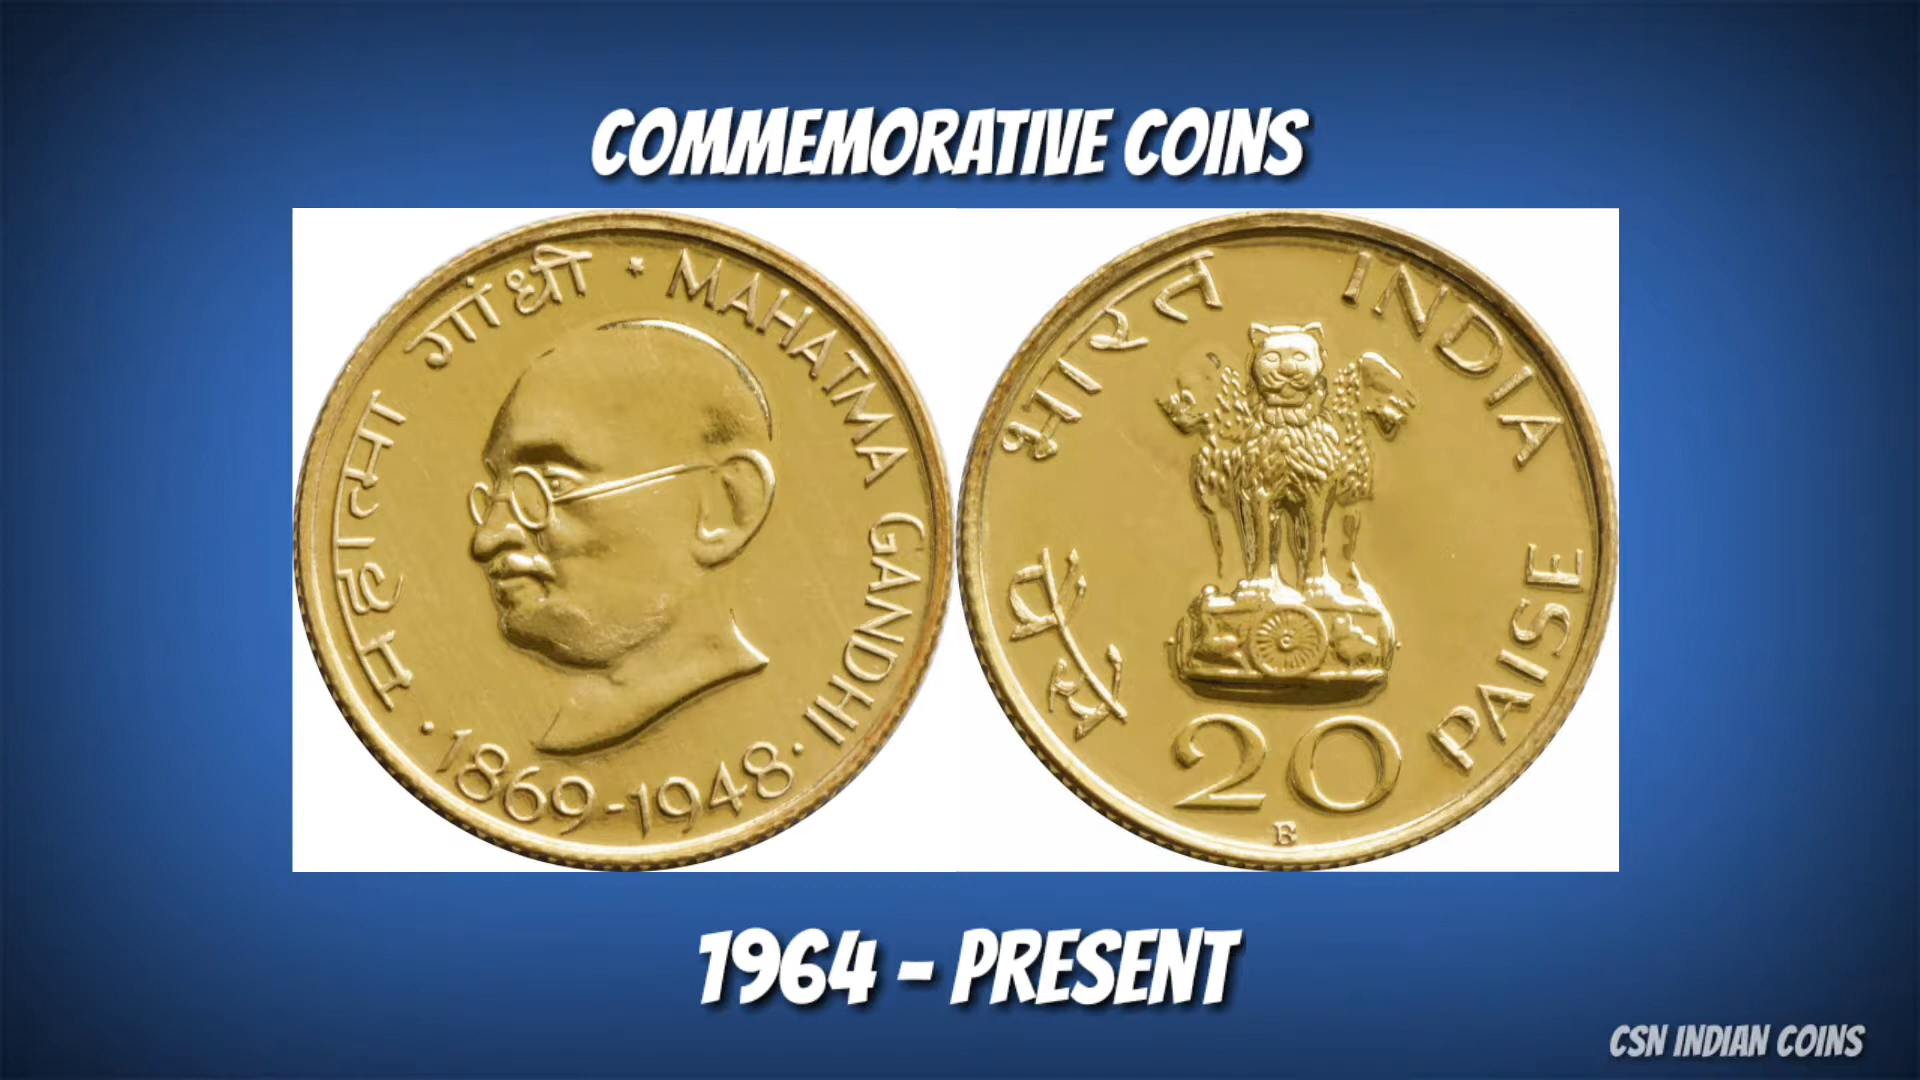 COMMEMORATIVE COINS
महात्मा गांधी · MAHATMA GANDHI
· 1869-1948 ·
भारत INDIA
पैसे PAISE
20
B
1964 - PRESENT
CSN INDIAN COINS